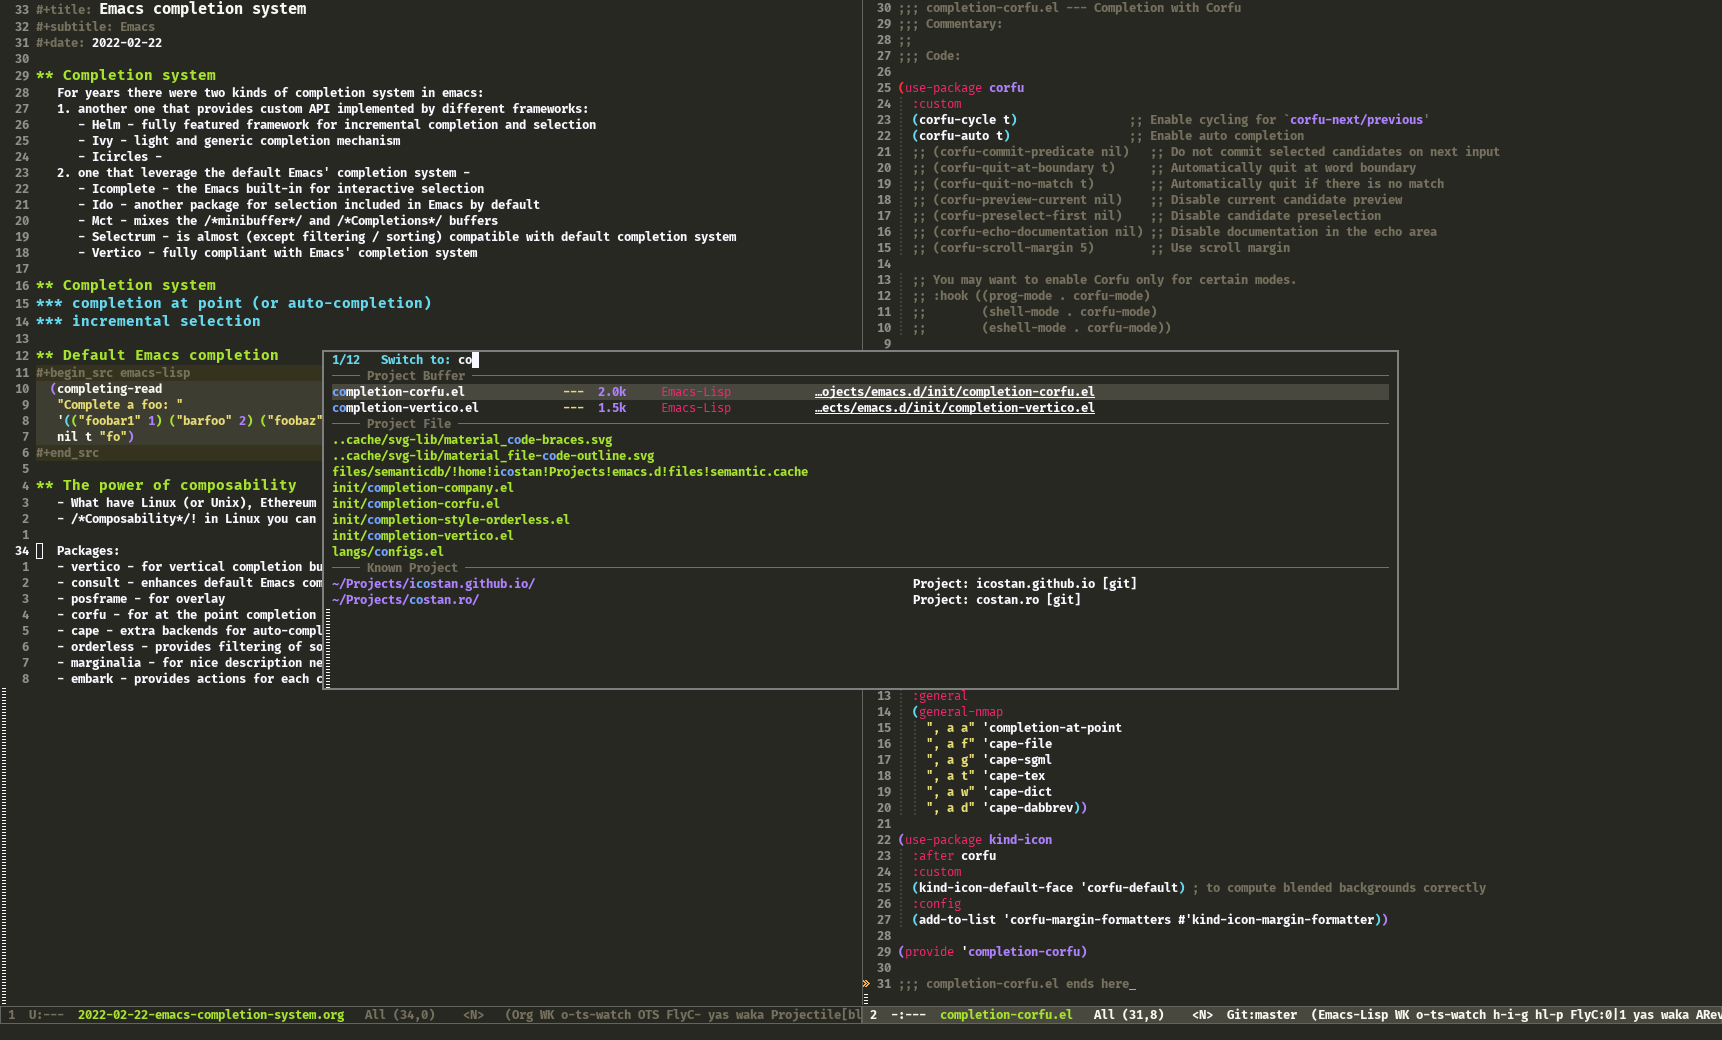 33 #+title: Emacs completion system
32 #+subtitle: Emacs
31 #+date: 2022-02-22
30
29 ** Completion system
28 For years there were two kinds of completion system in emacs:
27 1. another one that provides custom API implemented by different frameworks:
26 - Helm - fully featured framework for incremental completion and selection
25 - Ivy - light and generic completion mechanism
24 - Icircles -
23 2. one that leverage the default Emacs' completion system -
22 - Icomplete - the Emacs built-in for interactive selection
21 - Ido - another package for selection included in Emacs by default
20 - Mct - mixes the /*minibuffer*/ and /*Completions*/ buffers
19 - Selectrum - is almost (except filtering / sorting) compatible with default completion system
18 - Vertico - fully compliant with Emacs' completion system
17
16 ** Completion system
15 *** completion at point (or auto-completion)
14 *** incremental selection
13
12 ** Default Emacs completion
11 #+begin_src emacs-lisp
10 (completing-read
9 "Complete a foo: "
8 '(("foobar1" 1) ("barfoo" 2) ("foobaz"
7 nil t "fo")
6 #+end_src
5
4 ** The power of composability
3 - What have Linux (or Unix), Ethereum
2 - /*Composability*/! in Linux you can
1
34 Packages:
1 - vertico - for vertical completion bu
2 - consult - enhances default Emacs com
3 - posframe - for overlay
4 - corfu - for at the point completion
5 - cape - extra backends for auto-compl
6 - orderless - provides filtering of so
7 - marginalia - for nice description ne
8 - embark - provides actions for each c
1 U:--- 2022-02-22-emacs-completion-system.org All (34,0) <N> (Org WK o-ts-watch OTS FlyC- yas waka Projectile[bl
1/12 Switch to: co
Project Buffer
completion-corfu.el --- 2.0k Emacs-Lisp …ojects/emacs.d/init/completion-corfu.el
completion-vertico.el --- 1.5k Emacs-Lisp …ects/emacs.d/init/completion-vertico.el
Project File
..cache/svg-lib/material_code-braces.svg
..cache/svg-lib/material_file-code-outline.svg
files/semanticdb/!home!icostan!Projects!emacs.d!files!semantic.cache
init/completion-company.el
init/completion-corfu.el
init/completion-style-orderless.el
init/completion-vertico.el
langs/configs.el
Known Project
~/Projects/icostan.github.io/ Project: icostan.github.io [git]
~/Projects/costan.ro/ Project: costan.ro [git]
30 ;;; completion-corfu.el --- Completion with Corfu
29 ;;; Commentary:
28 ;;
27 ;;; Code:
26
25 (use-package corfu
24 :custom
23 (corfu-cycle t) ;; Enable cycling for `corfu-next/previous'
22 (corfu-auto t) ;; Enable auto completion
21 ;; (corfu-commit-predicate nil) ;; Do not commit selected candidates on next input
20 ;; (corfu-quit-at-boundary t) ;; Automatically quit at word boundary
19 ;; (corfu-quit-no-match t) ;; Automatically quit if there is no match
18 ;; (corfu-preview-current nil) ;; Disable current candidate preview
17 ;; (corfu-preselect-first nil) ;; Disable candidate preselection
16 ;; (corfu-echo-documentation nil) ;; Disable documentation in the echo area
15 ;; (corfu-scroll-margin 5) ;; Use scroll margin
14
13 ;; You may want to enable Corfu only for certain modes.
12 ;; :hook ((prog-mode . corfu-mode)
11 ;; (shell-mode . corfu-mode)
10 ;; (eshell-mode . corfu-mode))
9
13 :general
14 (general-nmap
15 ", a a" 'completion-at-point
16 ", a f" 'cape-file
17 ", a g" 'cape-sgml
18 ", a t" 'cape-tex
19 ", a w" 'cape-dict
20 ", a d" 'cape-dabbrev))
21
22 (use-package kind-icon
23 :after corfu
24 :custom
25 (kind-icon-default-face 'corfu-default) ; to compute blended backgrounds correctly
26 :config
27 (add-to-list 'corfu-margin-formatters #'kind-icon-margin-formatter))
28
29 (provide 'completion-corfu)
30
» 31 ;;; completion-corfu.el ends here_
2 -:--- completion-corfu.el All (31,8) <N> Git:master (Emacs-Lisp WK o-ts-watch h-i-g hl-p FlyC:0|1 yas waka ARev